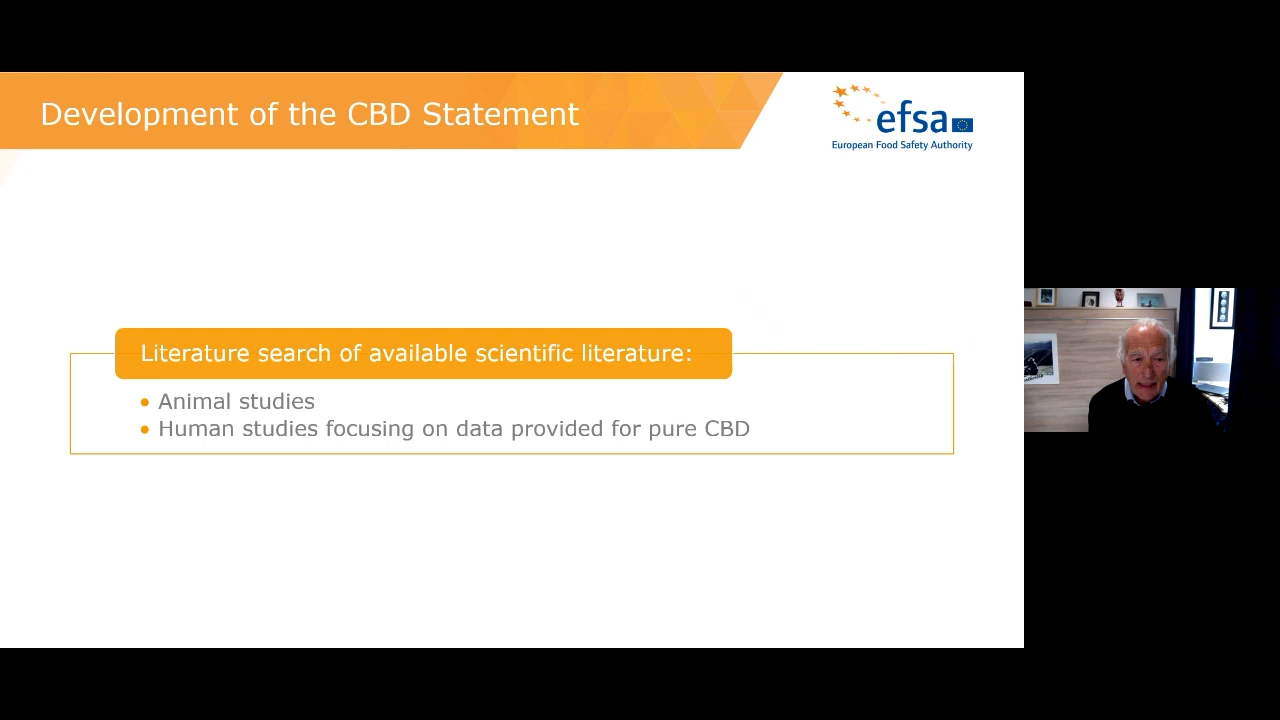 Development of the CBD Statement
efsa
European Food Safety Authority
Literature search of available scientific literature:
Animal studies
Human studies focusing on data provided for pure CBD